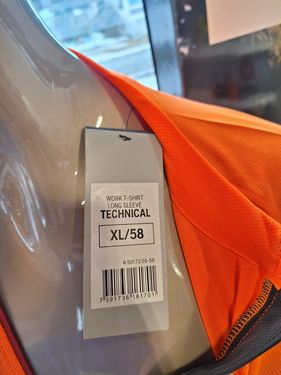 WORK T-SHIRT
LONG SLEEVE
TECHNICAL
XL/58
7 391736 161701